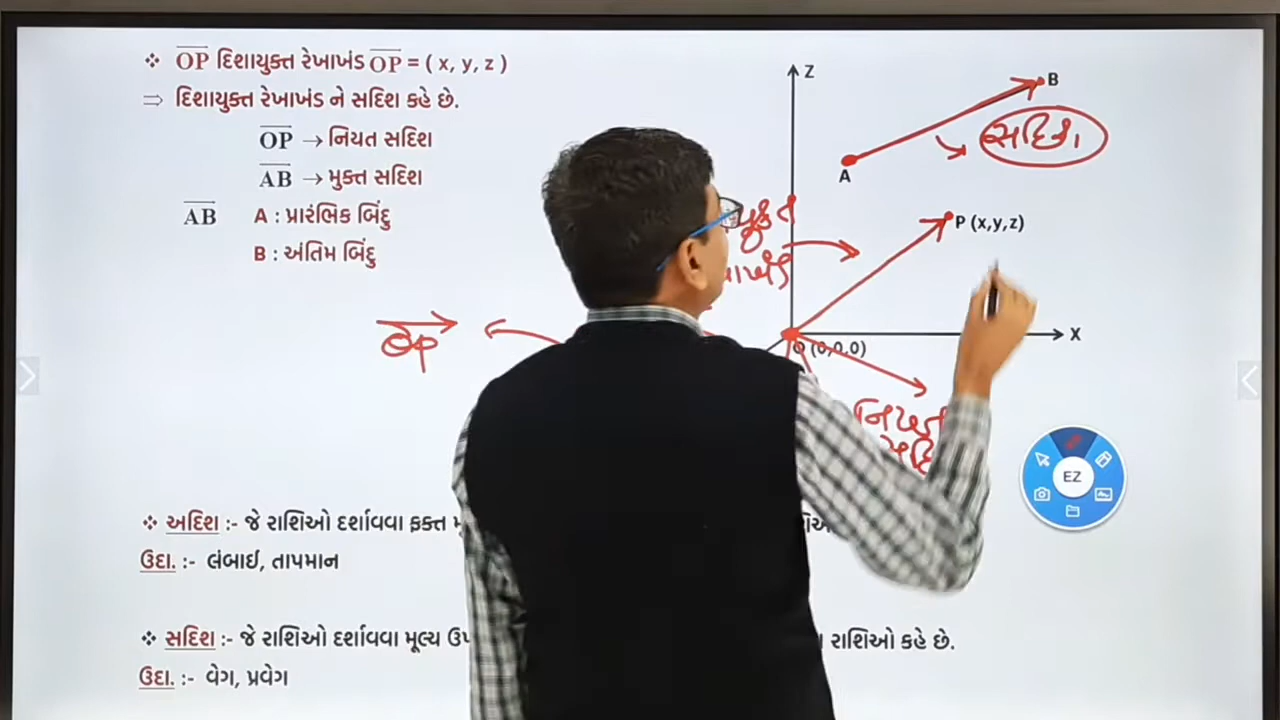 ❖ OP દિશાયુક્ત રેખાખંડ OP = ( x, y, z )
⇒ દિશાયુક્ત રેખાખંડ ને સદિશ કહે છે.
OP → નિયત સદિશ
AB → મુક્ત સદિશ
AB A : પ્રારંભિક બિંદુ
B : અંતિમ બિંદુ
Z
B
A
સદિશ
P (x,y,z)
X
O (0,0,0)
OP
EZ
❖ અદિશ :- જે રાશિઓ દર્શાવવા ફક્ત
ઉદા. :- લંબાઈ, તાપમાન
❖ સદિશ :- જે રાશિઓ દર્શાવવા મૂલ્ય રાશિઓ કહે છે.
ઉદા. :- વેગ, પ્રવેગ